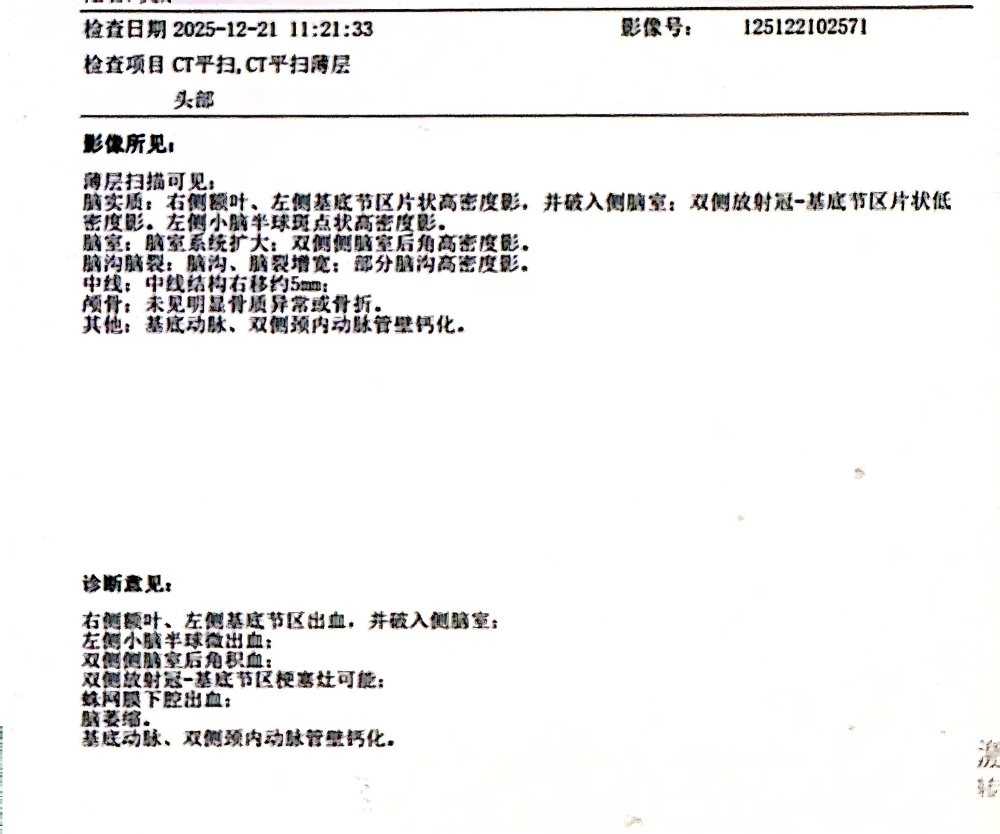 检查日期 2025-12-21 11:21:33 影像号: 125122102571
检查项目 CT平扫,CT平扫薄层
头部
影像所见:
薄层扫描可见:
脑实质: 右侧额叶、左侧基底节区片状高密度影, 并破入侧脑室; 双侧放射冠-基底节区片状低
密度影. 左侧小脑半球斑点状高密度影。
脑室: 脑室系统扩大; 双侧侧脑室后角高密度影。
脑沟脑裂: 脑沟、脑裂增宽; 部分脑沟高密度影。
中线: 中线结构右移约5mm;
颅骨: 未见明显骨质异常或骨折。
其他: 基底动脉、双侧颈内动脉管壁钙化。
诊断意见:
右侧额叶、左侧基底节区出血, 并破入侧脑室;
左侧小脑半球微出血;
双侧侧脑室后角积血;
双侧放射冠-基底节区梗塞灶可能;
蛛网膜下腔出血;
脑萎缩。
基底动脉、双侧颈内动脉管壁钙化。